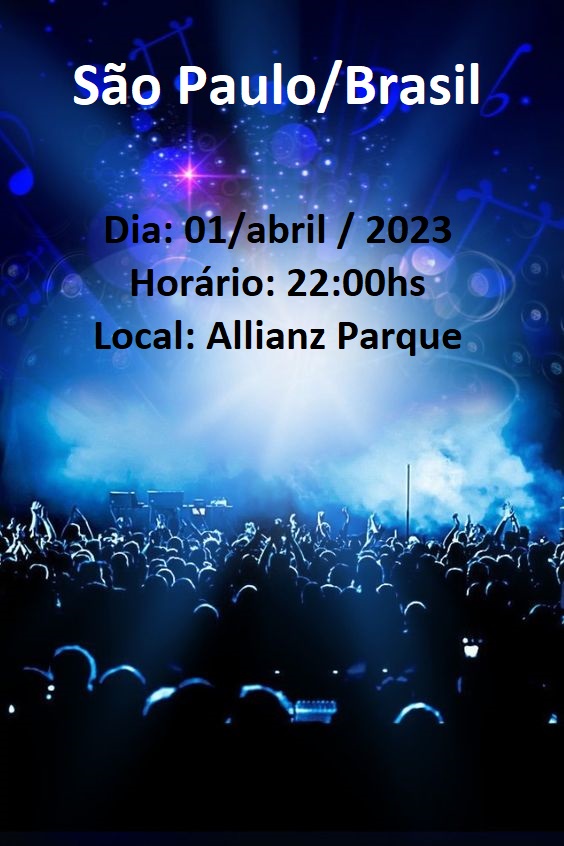 São Paulo/Brasil
Dia: 01/abril / 2023
Horário: 22:00hs
Local: Allianz Parque